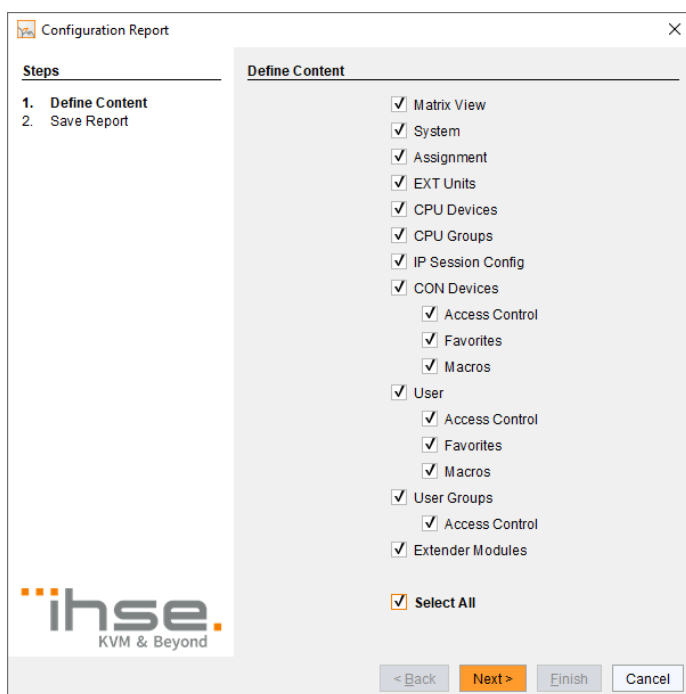 Configuration Report
Steps
1. Define Content
2. Save Report
Define Content
Matrix View
System
Assignment
EXT Units
CPU Devices
CPU Groups
IP Session Config
CON Devices
Access Control
Favorites
Macros
User
Access Control
Favorites
Macros
User Groups
Access Control
Extender Modules
Select All
ihse.
KVM & Beyond
< Back
Next >
Finish
Cancel